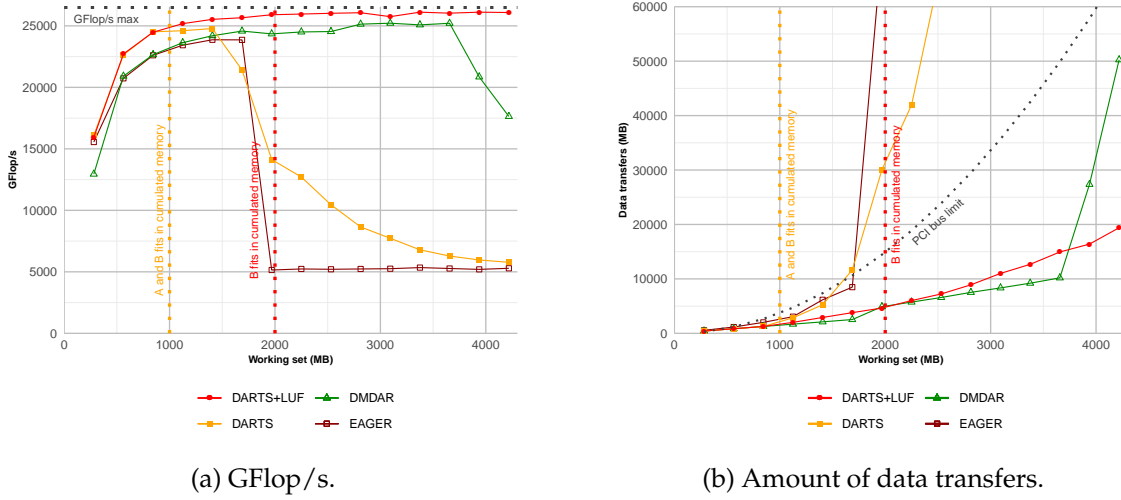 GFlop/s max
25000
20000
15000
10000
5000
0
GFlop/s
A and B fits in cumulated memory
B fits in cumulated memory
0 1000 2000 3000 4000
Working set (MB)
DARTS+LUF DMDAR
DARTS EAGER
(a) GFlop/s.
60000
50000
40000
30000
20000
10000
0
Data transfers (MB)
A and B fits in cumulated memory
B fits in cumulated memory
PCI bus limit
0 1000 2000 3000 4000
Working set (MB)
DARTS+LUF DMDAR
DARTS EAGER
(b) Amount of data transfers.